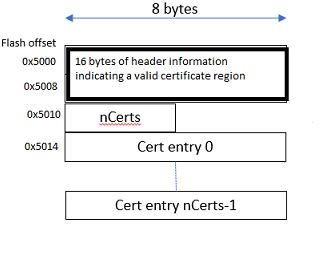 8 bytes
Flash offset
0x5000
16 bytes of header information
indicating a valid certificate region
0x5008
0x5010
nCerts
0x5014
Cert entry 0
Cert entry nCerts-1